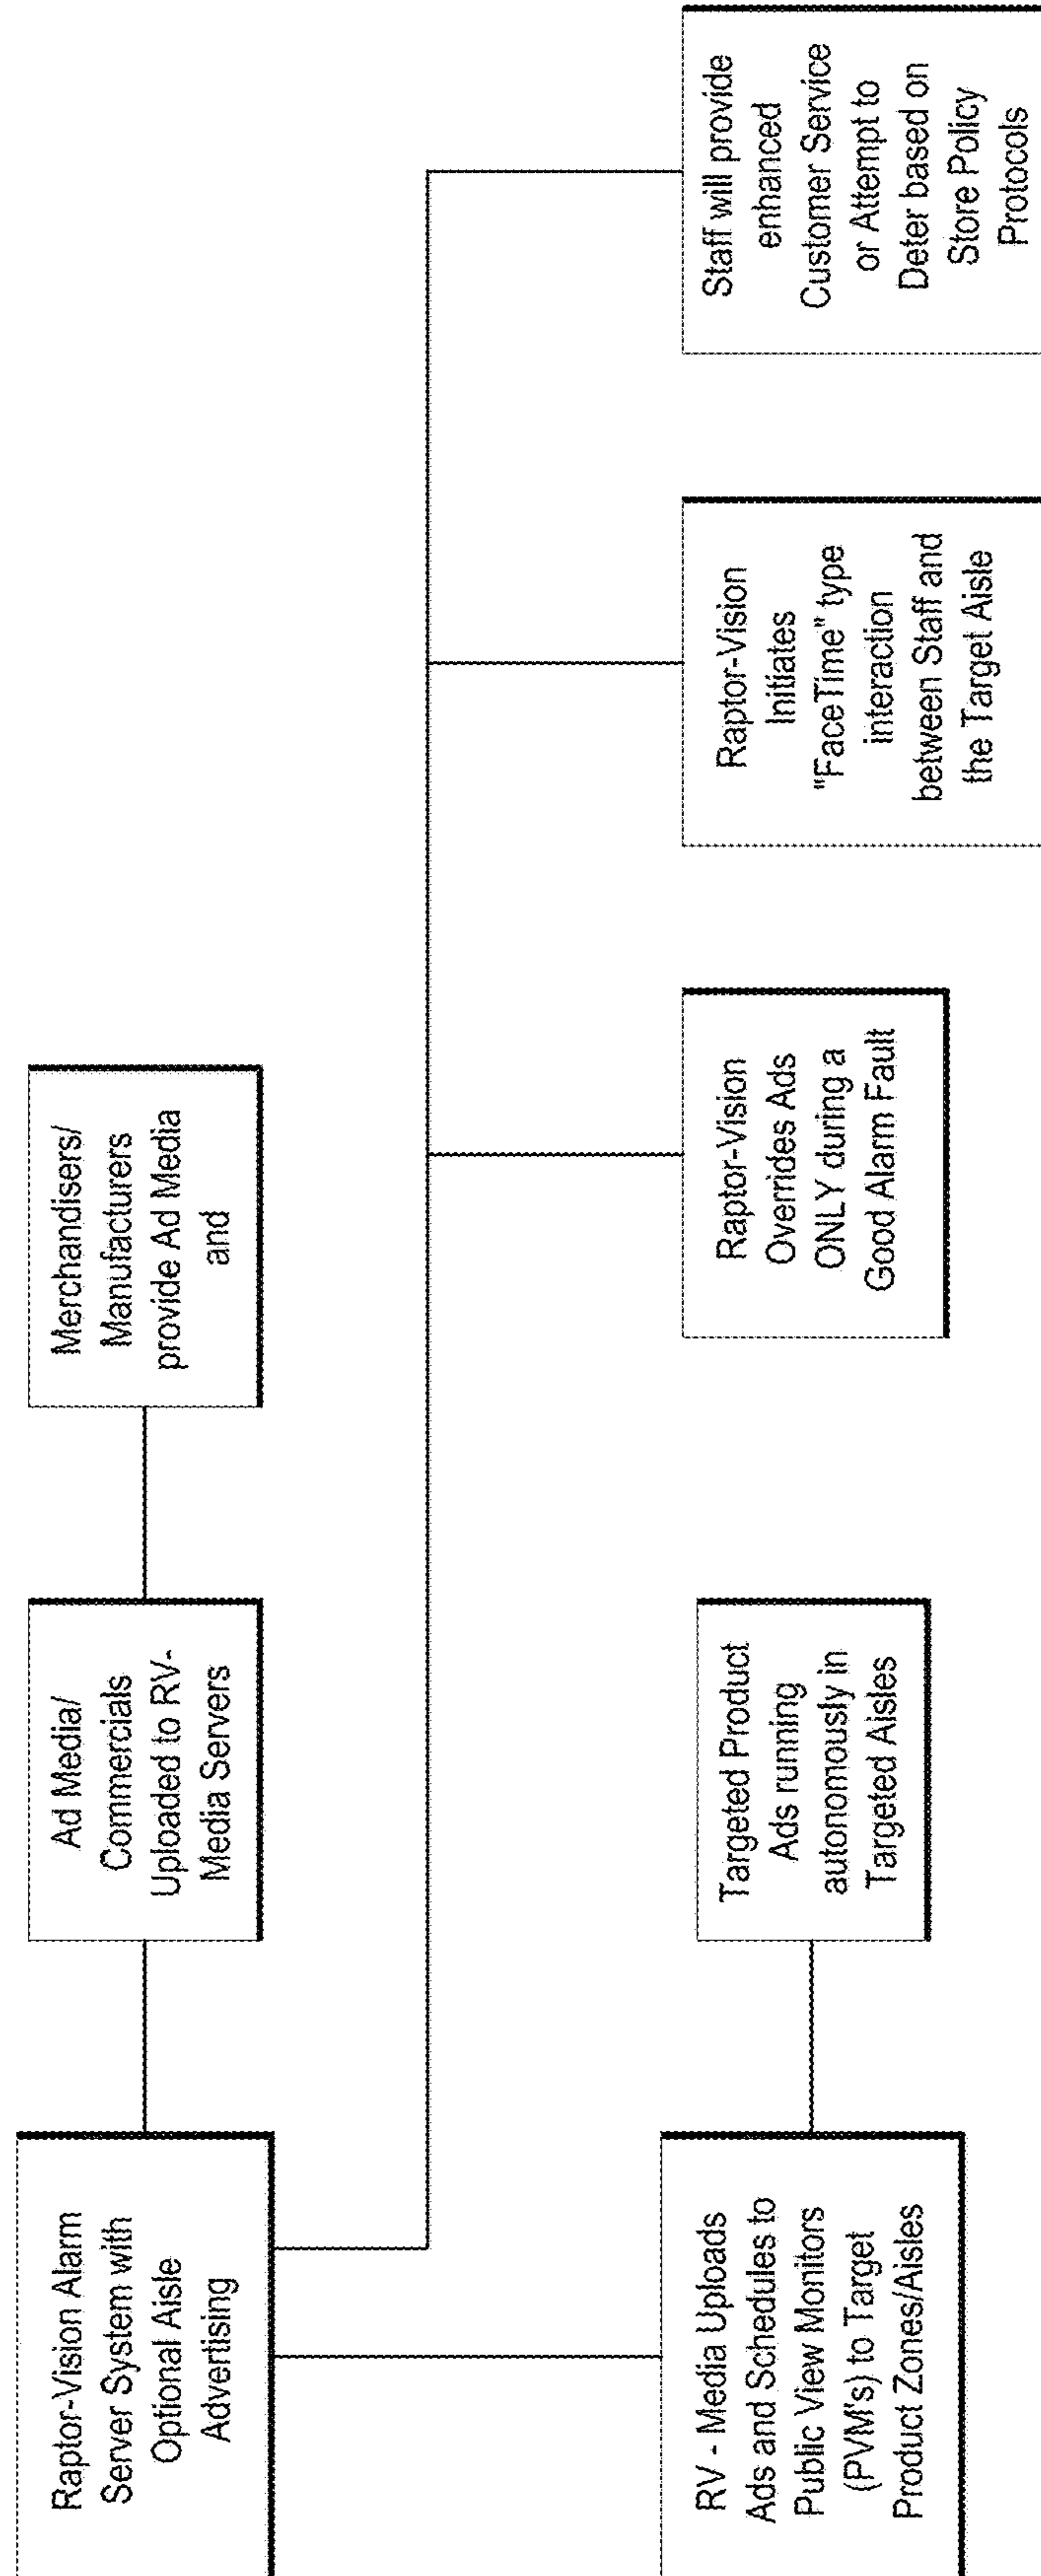 Raptor-Vision Alarm
Server System with
Optional Aisle
Advertising
Ad Media/
Commercials
Uploaded to RV-
Media Servers
Merchandisers/
Manufacturers
provide Ad Media
and
RV - Media Uploads
Ads and Schedules to
Public View Monitors
(PVM's) to Target
Product Zones/Aisles
Targeted Product
Ads running
autonomously in
Targeted Aisles
Raptor-Vision
Overrides Ads
ONLY during a
Good Alarm Fault
Raptor-Vision
Initiates
"FaceTime" type
interaction
between Staff and
the Target Aisle
Staff will provide
enhanced
Customer Service
or Attempt to
Deter based on
Store Policy
Protocols